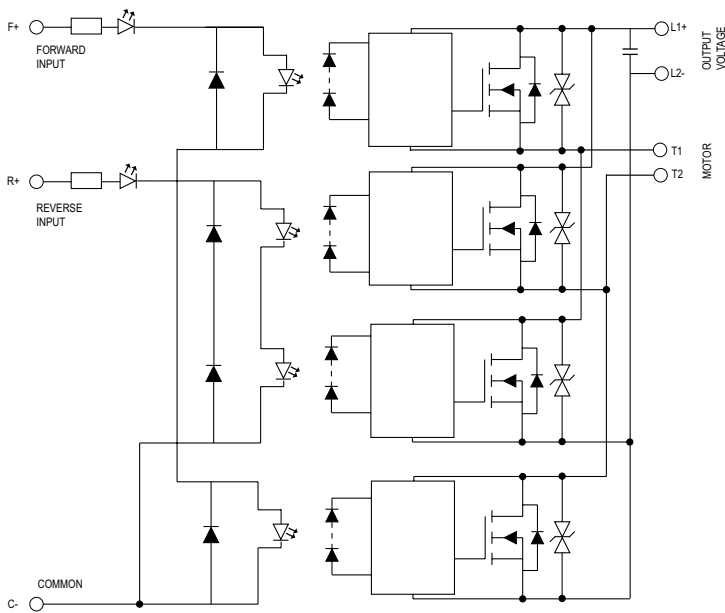 F+
FORWARD
INPUT
R+
REVERSE
INPUT
COMMON
C-
L1+
L2-
OUTPUT
VOLTAGE
T1
T2
MOTOR